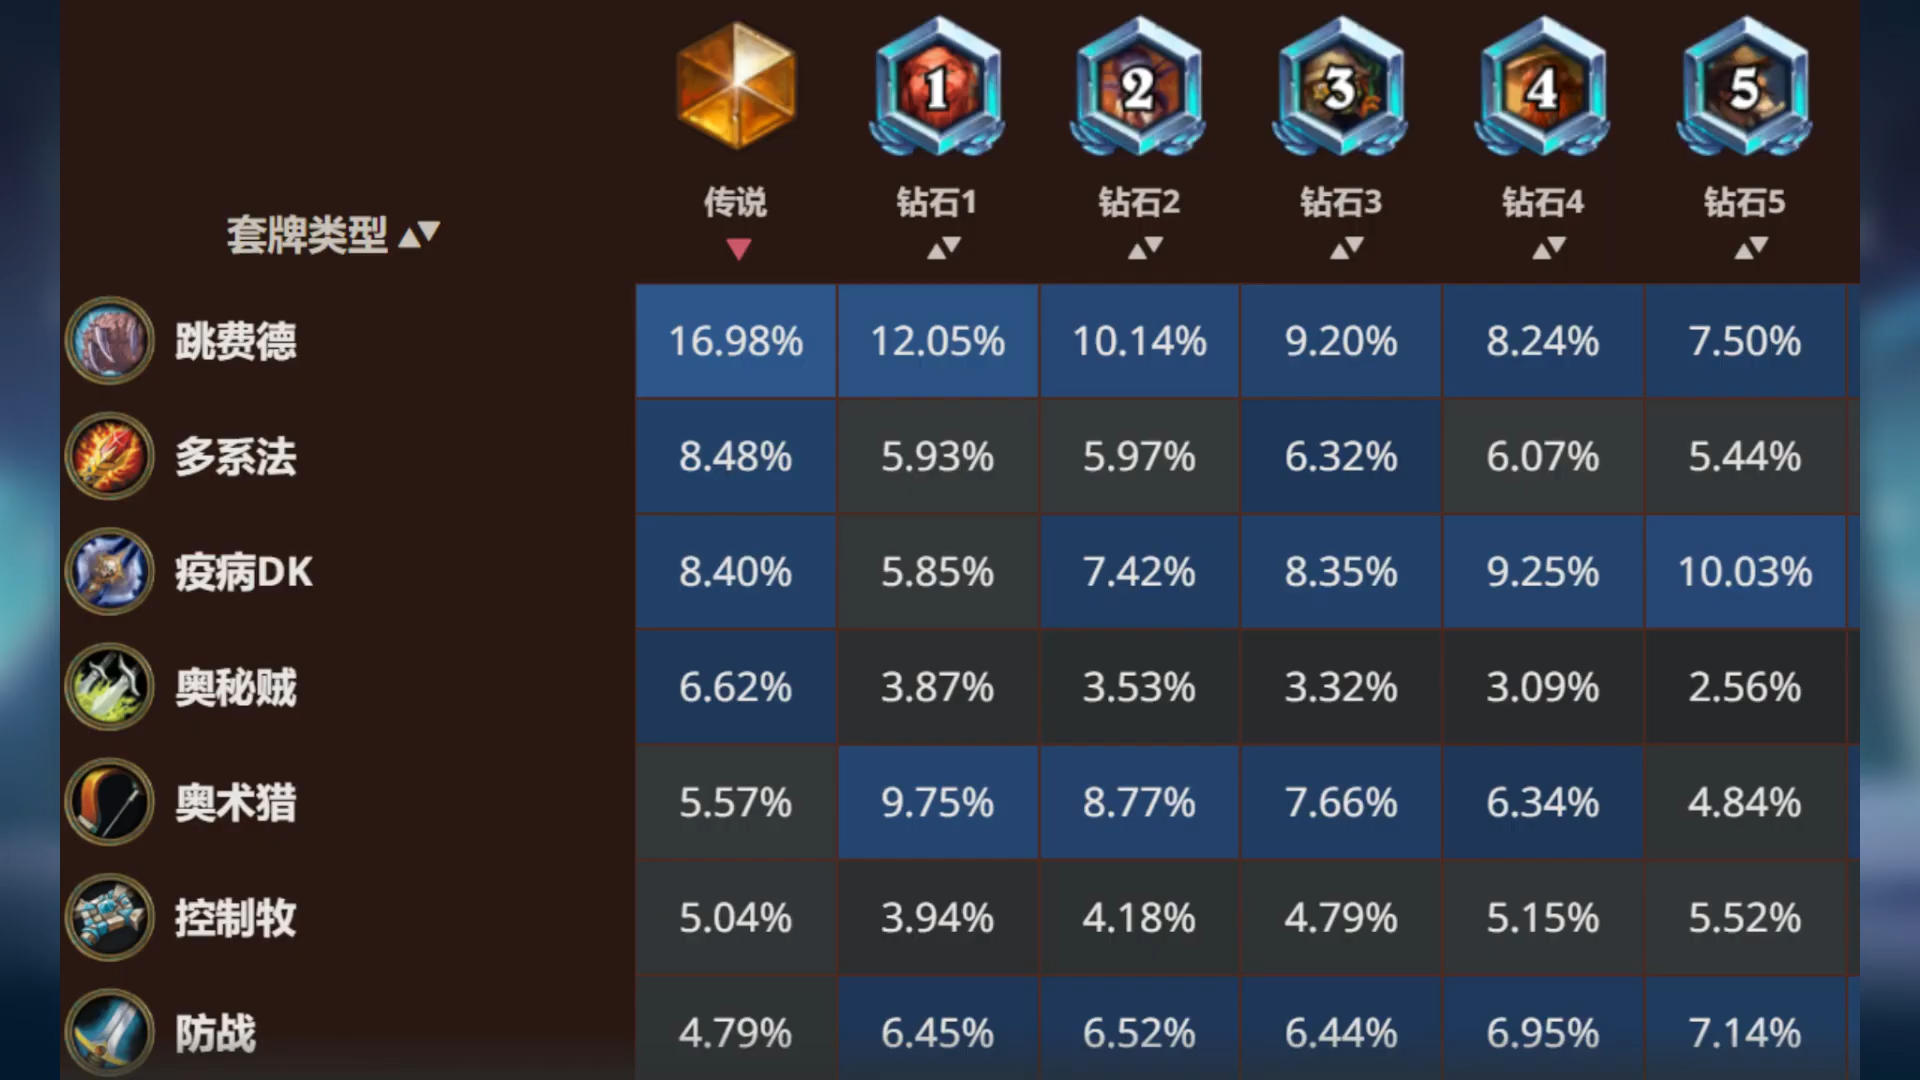 1 2 3 4 5
传说 钻石1 钻石2 钻石3 钻石4 钻石5
套牌类型
跳费德 16.98% 12.05% 10.14% 9.20% 8.24% 7.50%
多系法 8.48% 5.93% 5.97% 6.32% 6.07% 5.44%
疫病DK 8.40% 5.85% 7.42% 8.35% 9.25% 10.03%
奥秘贼 6.62% 3.87% 3.53% 3.32% 3.09% 2.56%
奥术猎 5.57% 9.75% 8.77% 7.66% 6.34% 4.84%
控制牧 5.04% 3.94% 4.18% 4.79% 5.15% 5.52%
防战 4.79% 6.45% 6.52% 6.44% 6.95% 7.14%